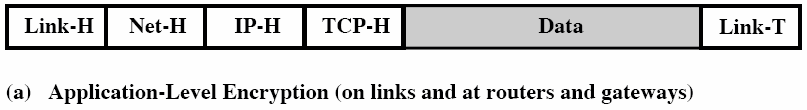 Link-H Net-H IP-H TCP-H Data Link-T
(a) Application-Level Encryption (on links and at routers and gateways)